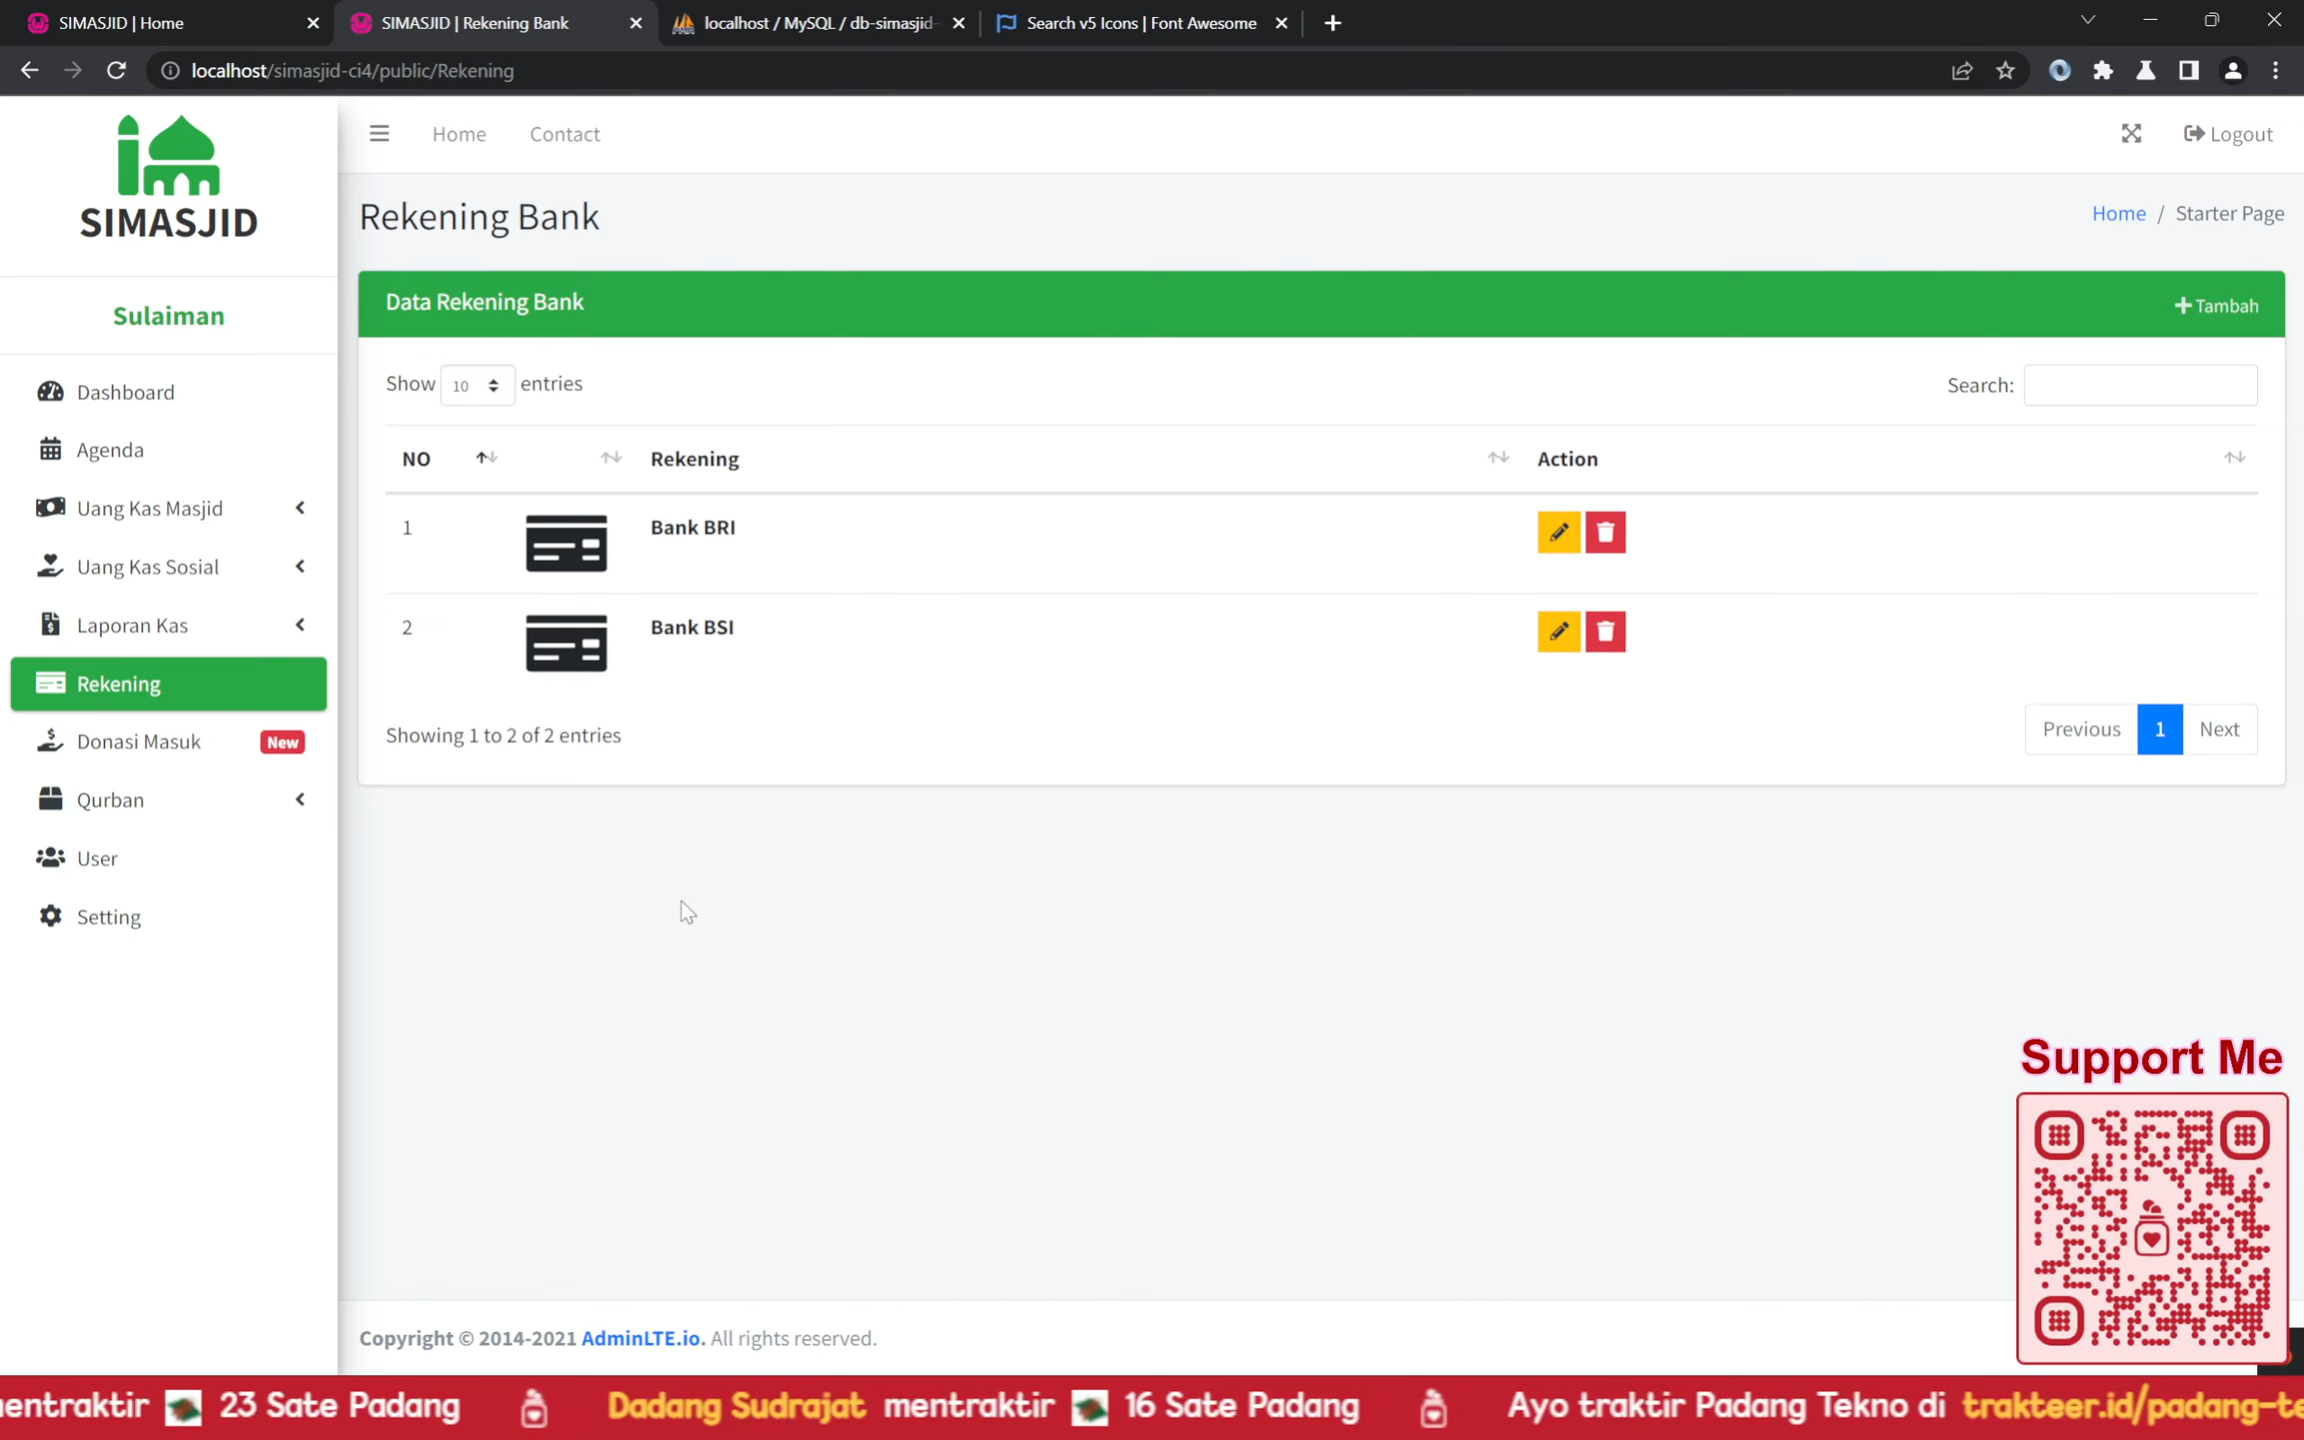 SIMASJID | Home
SIMASJID | Rekening Bank
localhost / MySQL / db-simasjid-
Search v5 Icons | Font Awesome
localhost/simasjid-ci4/public/Rekening
SIMASJID
Home
Contact
Logout
Rekening Bank
Home / Starter Page
Sulaiman
Dashboard
Agenda
Uang Kas Masjid
Uang Kas Sosial
Laporan Kas
Rekening
Donasi Masuk New
Qurban
User
Setting
Data Rekening Bank
Tambah
Show 10 entries
Search:
NO Rekening Action
1 Bank BRI
2 Bank BSI
Showing 1 to 2 of 2 entries
Previous 1 Next
Support Me
Copyright © 2014-2021 AdminLTE.io. All rights reserved.
entraktir 23 Sate Padang Dadang Sudrajat mentraktir 16 Sate Padang Ayo traktir Padang Tekno di trakteer.id/padang-te